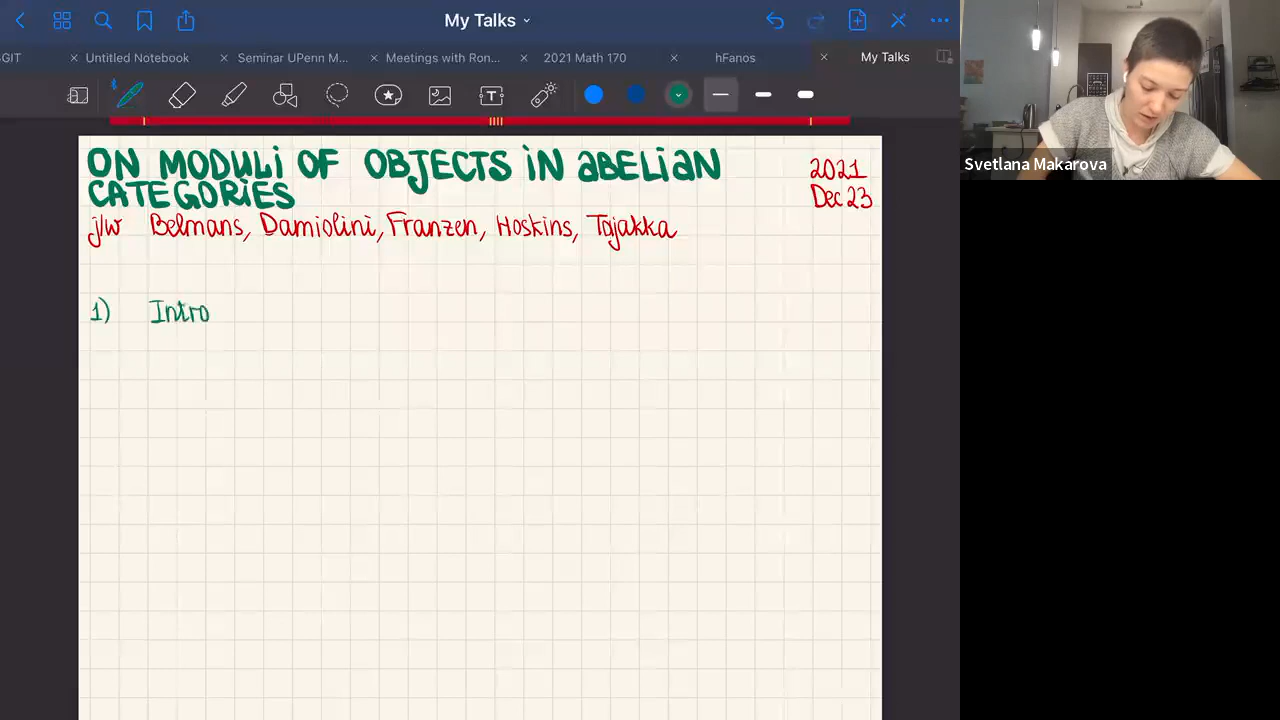 My Talks
GIT
Untitled Notebook
Seminar UPenn M...
Meetings with Ron...
2021 Math 170
hFanos
My Talks
T
ON MODULI OF OBJECTS IN ABELIAN
CATEGORIES
2021
Dec 23
j/w Belmans, Damiolini, Franzen, Hoskins, Tajakka
1) Intro
Svetlana Makarova